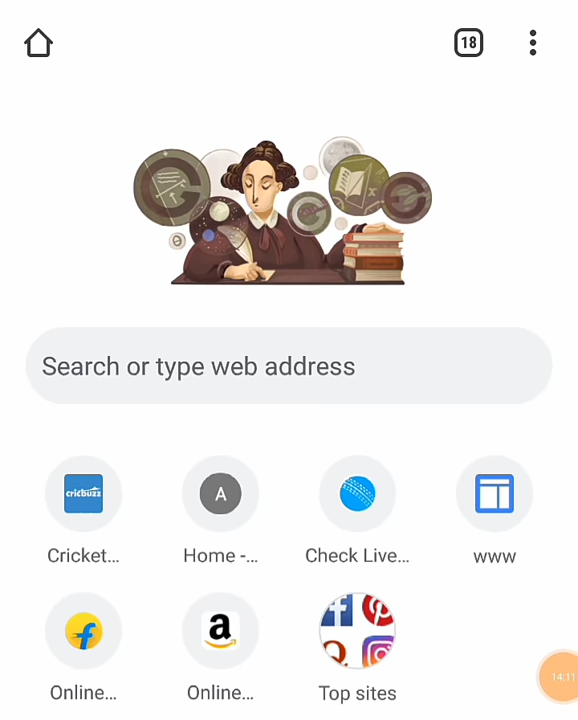 18
Search or type web address
cricbuzz
A
Cricket...
Home -...
Check Live...
www
a
Online...
Online...
Top sites
14:11